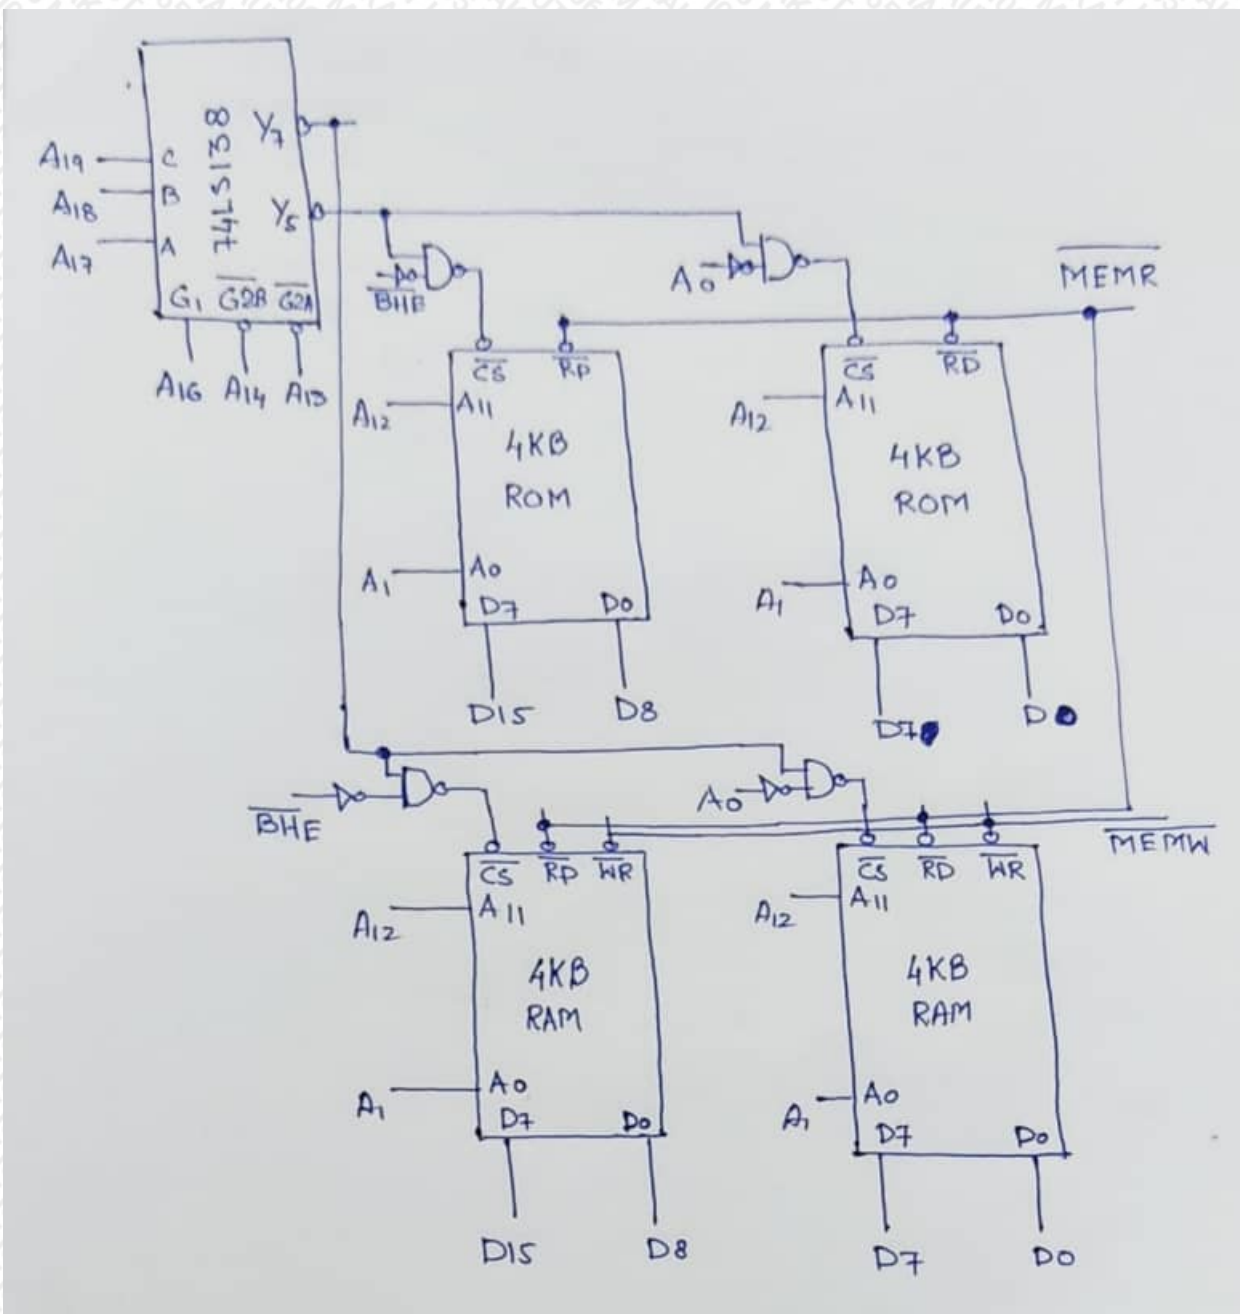 74LS138
Y7
A19 C
A18 B
Y5
A17 A
G1 G2B G2A
A16 A14 A13
BHE
A0
MEMR
CS RD
CS RD
A12 A11
A12 A11
4KB
ROM
4KB
ROM
A1 A0
A1 A0
D7 D0
D7 D0
D15 D8
D7 D0
BHE
A0
MEMW
CS RD WR
CS RD WR
A12 A11
A12 A11
4KB
RAM
4KB
RAM
A1 A0
A1 A0
D7 D0
D7 D0
D15 D8
D7 D0